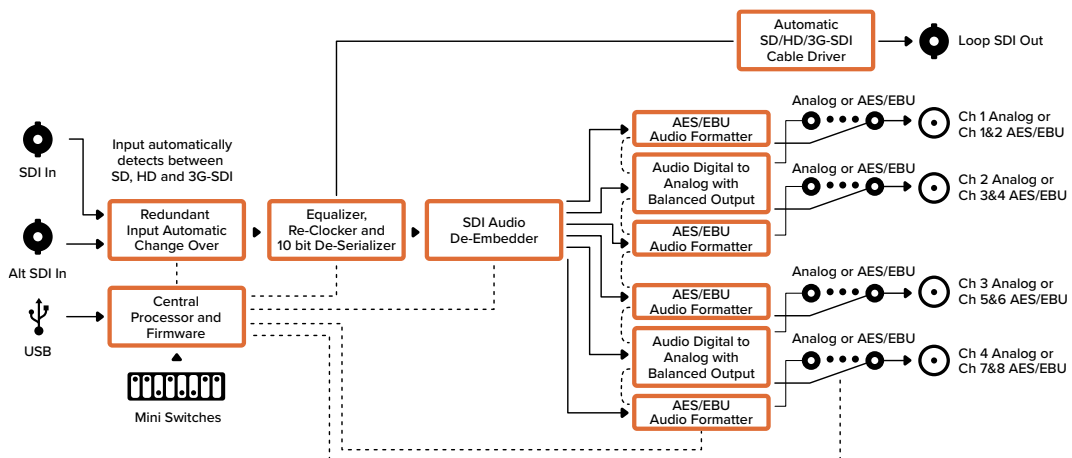 Automatic
SD/HD/3G-SDI
Cable Driver
Loop SDI Out
SDI In
Input automatically
detects between
SD, HD and 3G-SDI
Alt SDI In
Redundant
Input Automatic
Change Over
Equalizer,
Re-Clocker and
10 bit De-Serializer
SDI Audio
De-Embedder
USB
Central
Processor and
Firmware
Mini Switches
AES/EBU
Audio Formatter
Audio Digital to
Analog with
Balanced Output
AES/EBU
Audio Formatter
AES/EBU
Audio Formatter
Audio Digital to
Analog with
Balanced Output
AES/EBU
Audio Formatter
Analog or AES/EBU
Ch 1 Analog or
Ch 1&2 AES/EBU
Analog or AES/EBU
Ch 2 Analog or
Ch 3&4 AES/EBU
Analog or AES/EBU
Ch 3 Analog or
Ch 5&6 AES/EBU
Analog or AES/EBU
Ch 4 Analog or
Ch 7&8 AES/EBU